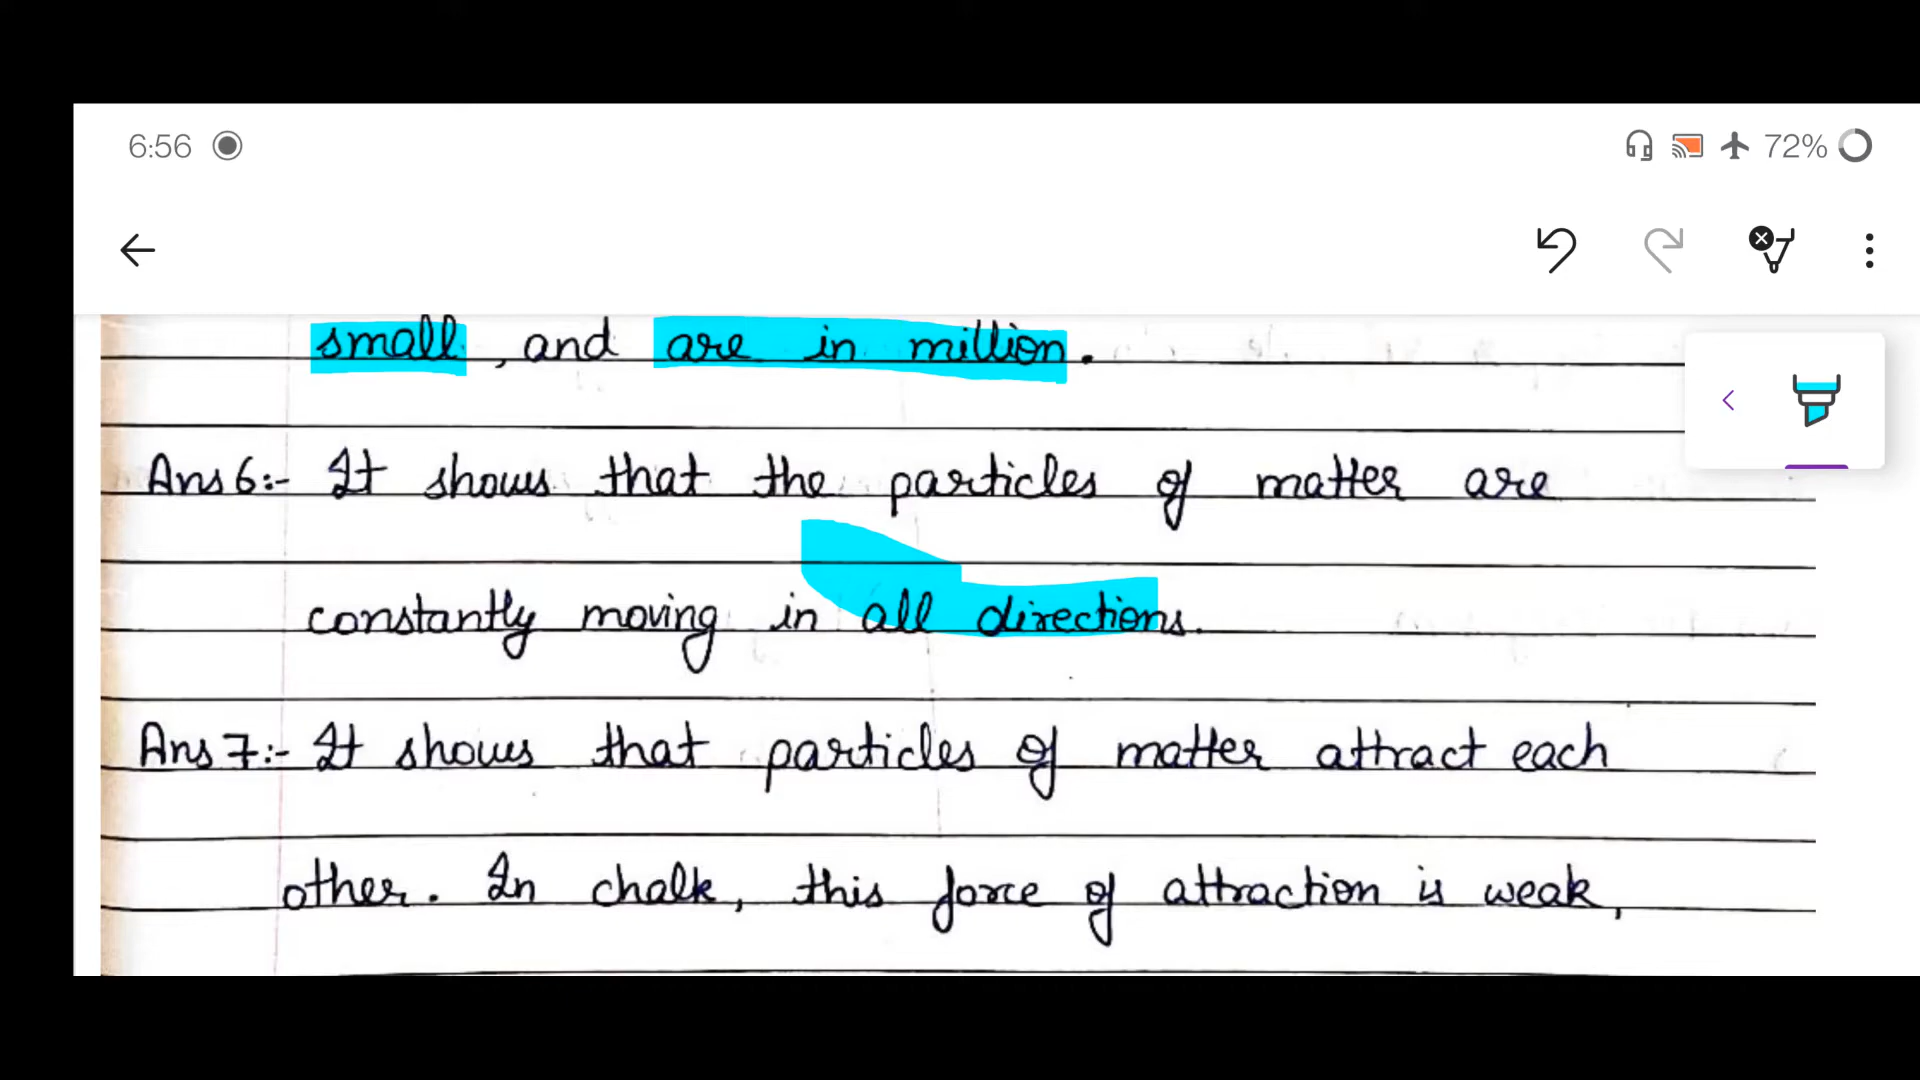 6:56 72%
small, and are in million.
Ans 6:- It shows that the particles of matter are
constantly moving in all directions.
Ans 7:- It shows that particles of matter attract each
other. In chalk, this force of attraction is weak,